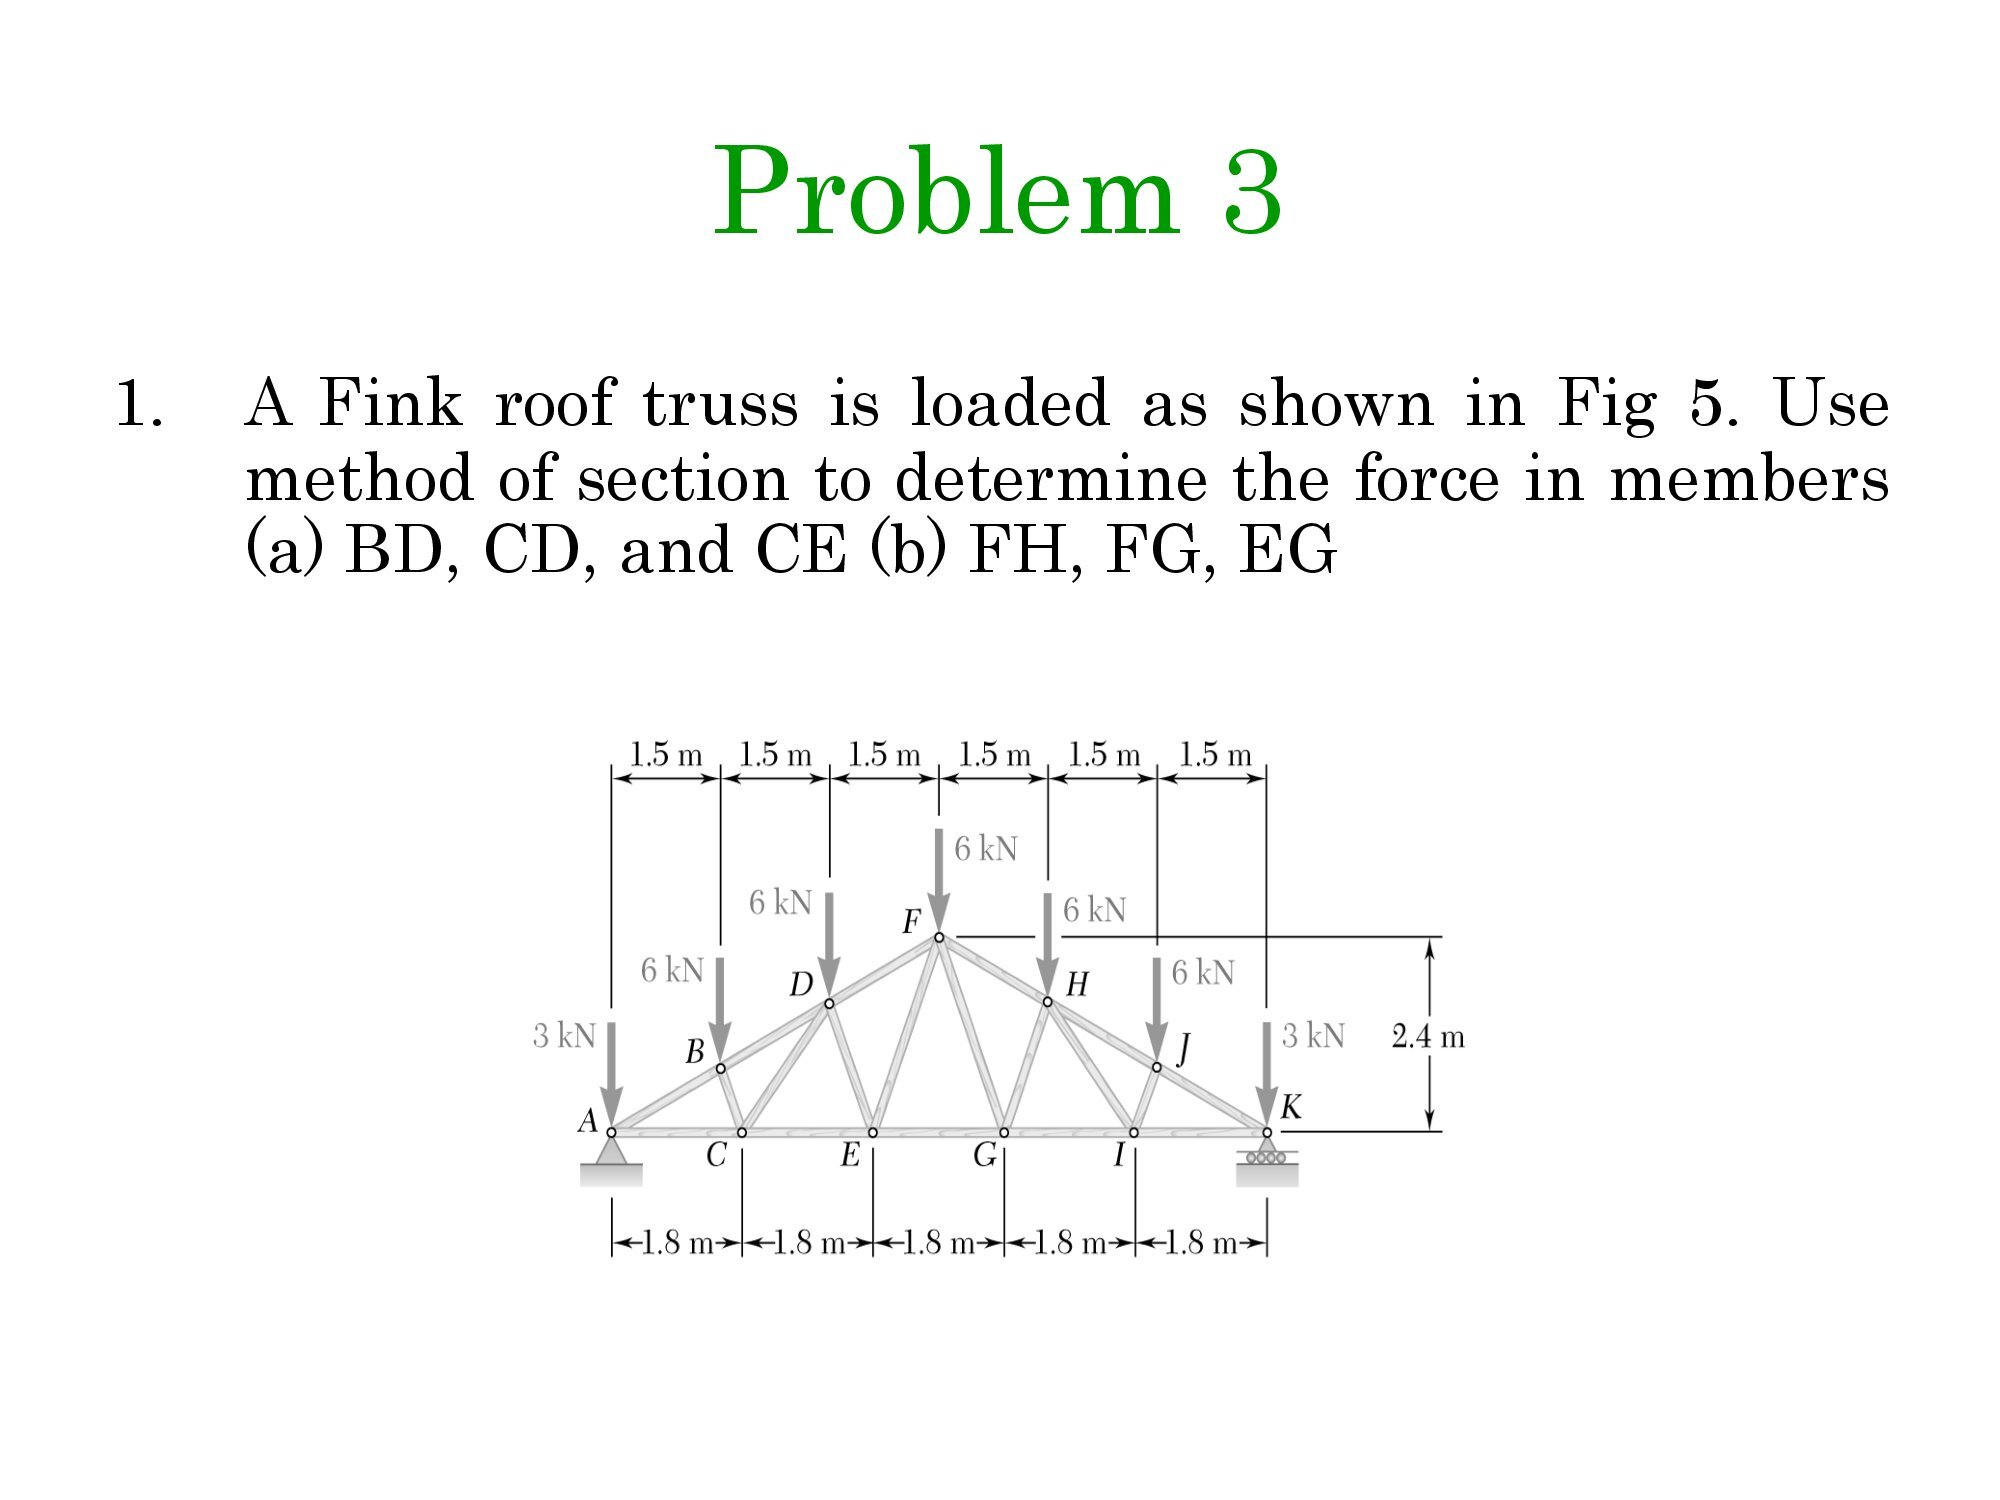 Problem 3
1. A Fink roof truss is loaded as shown in Fig 5. Use
method of section to determine the force in members
(a) BD, CD, and CE (b) FH, FG, EG
1.5 m 1.5 m 1.5 m 1.5 m 1.5 m 1.5 m
6 kN
6 kN F 6 kN
6 kN D H 6 kN
3 kN B J 3 kN 2.4 m
A K
C E G I
1.8 m 1.8 m 1.8 m 1.8 m 1.8 m